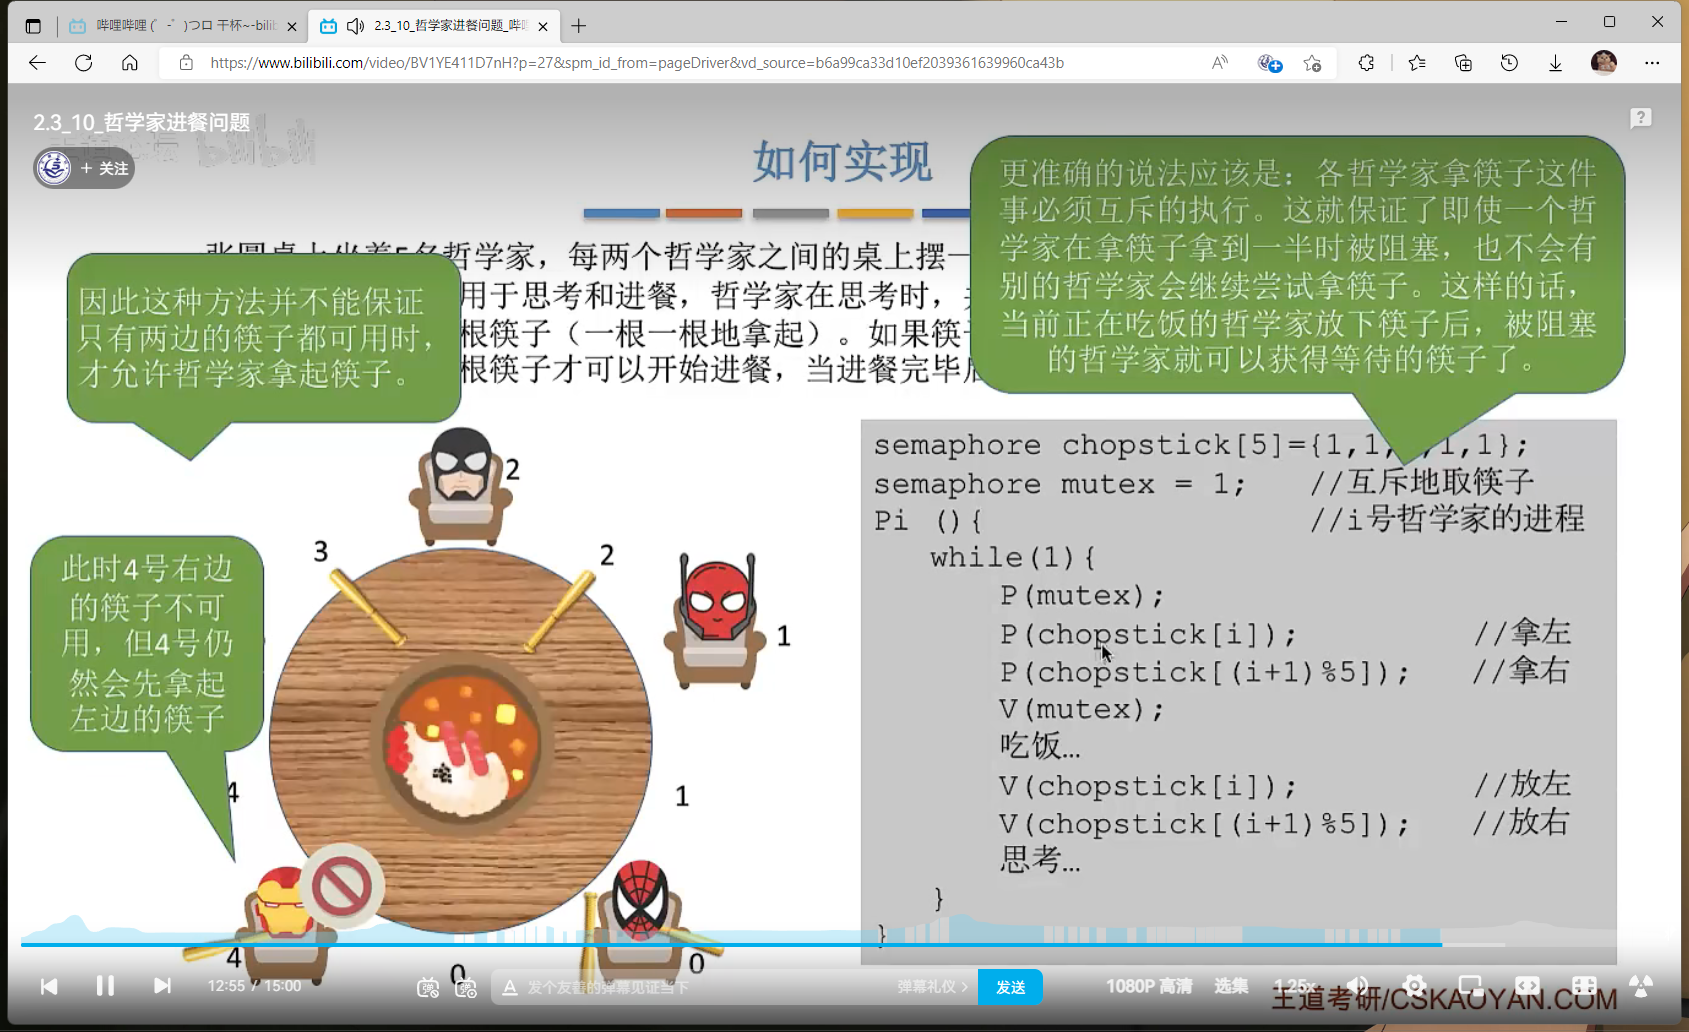 哔哩哔哩 (゜-゜)つロ 干杯~-bilib
2.3_10_哲学家进餐问题_哔哩
https://www.bilibili.com/video/BV1YE411D7nH?p=27&spm_id_from=pageDriver&vd_source=b6a99ca33d10ef2039361639960ca43b
2.3_10_哲学家进餐问题
bilibili
+ 关注
如何实现
更准确的说法应该是：各哲学家拿筷子这件
事必须互斥的执行。这就保证了即使一个哲
学家在拿筷子拿到一半时被阻塞，也不会有
别的哲学家会继续尝试拿筷子。这样的话，
当前正在吃饭的哲学家放下筷子后，被阻塞
的哲学家就可以获得等待的筷子了。
张圆桌上坐着5名哲学家，每两个哲学家之间的桌上摆一
用于思考和进餐，哲学家在思考时，
根筷子（一根一根地拿起）。如果筷
根筷子才可以开始进餐，当进餐完毕
因此这种方法并不能保证
只有两边的筷子都可用时，
才允许哲学家拿起筷子。
此时4号右边
的筷子不可
用，但4号仍
然会先拿起
左边的筷子
2
3
2
1
1
4
4
0
0
semaphore chopstick[5]={1,1,1,1,1};
semaphore mutex = 1; //互斥地取筷子
Pi (){ //i号哲学家的进程
while(1){
P(mutex);
P(chopstick[i]); //拿左
P(chopstick[(i+1)%5]); //拿右
V(mutex);
吃饭…
V(chopstick[i]); //放左
V(chopstick[(i+1)%5]); //放右
思考…
}
}
12:55 / 15:00
弹
弹
A 发个友善的弹幕见证当下
弹幕礼仪 >
发送
1080P 高清
选集
1.25x
王道考研/CSKAOYAN.COM